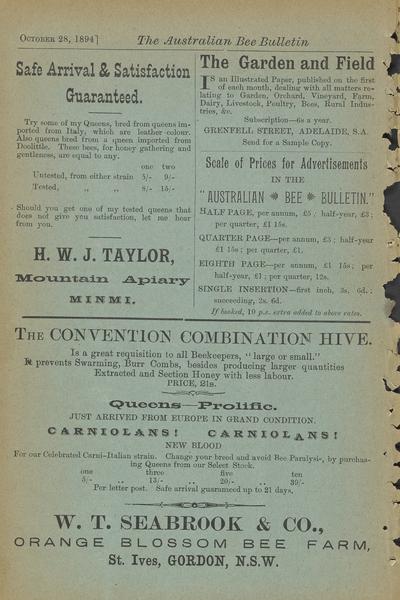 OCTOBER 28, 1894]
The Australian Bee Bulletin
Safe Arrival & Satisfaction
Guaranteed.
Try some of my Queens, bred from queens im-
ported from Italy, which are leather colour.
Also queens bred from a queen imported from
Doolittle. These bees, for honey gathering and
gentleness, are equal to any.
one two
Untested, from either strain 5/- 9/-
Tested, ,, ,, 8/- 15/-
Should you get one of my tested queens that
does not give you satisfaction, let me hear
from you.
H. W. J. TAYLOR,
Mountain Apiary
MINMI.
The Garden and Field
IS an Illustrated Paper, published on the first
of each month, dealing with all matters re-
lating to Garden, Orchard, Vineyard, Farm,
Dairy, Livestock, Poultry, Bees, Rural Indus-
tries, &c.
Subscription—6s a year.
GRENFELL STREET, ADELAIDE, S.A.
Send for a Sample Copy.
Scale of Prices for Advertisements
IN THE
"AUSTRALIAN BEE BULLETIN."
HALF PAGE, per annum, £5; half-year, £3;
per quarter, £1 15s.
QUARTER PAGE—per annum, £3; half-year
£1 15s; per quarter, £1.
EIGHTH PAGE—per annum, £1 15s; per
half-year, £1; per quarter, 12s.
SINGLE INSERTION—first inch, 3s. 6d.;
succeeding, 2s. 6d.
If booked, 10 p.c. extra added to above rates.
THE CONVENTION COMBINATION HIVE.
Is a great requisition to all Beekeepers, "large or small."
It prevents Swarming, Burr Combs, besides producing larger quantities
Extracted and Section Honey with less labour.
PRICE, 21s.
Queens—Prolific.
JUST ARRIVED FROM EUROPE IN GRAND CONDITION.
CARNIOLANS! CARNIOLANS!
NEW BLOOD
For our Celebrated Carni-Italian strain. Change your breed and avoid Bee Paralysis, by purchas-
ing Queens from our Select Stock.
one three five ten
5/- ,, 13/- ,, 20/- ,, 39/-
Per letter post. Safe arrival guaranteed up to 21 days.
W. T. SEABROOK & CO.,
ORANGE BLOSSOM BEE FARM,
St. Ives, GORDON, N.S.W.